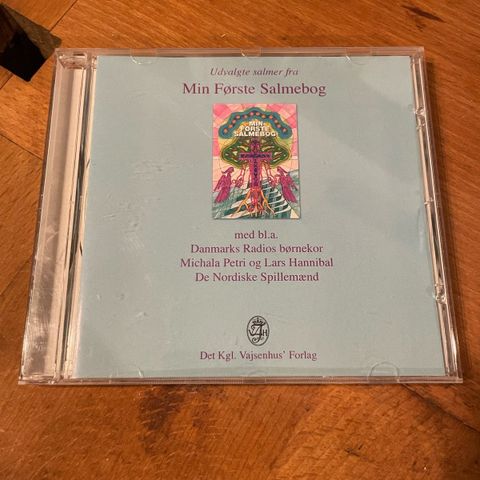 Udvalgte salmer fra
Min Første Salmebog
MIN
FØRSTE
SALMEBOG
med bl.a.
Danmarks Radios børnekor
Michala Petri og Lars Hannibal
De Nordiske Spillemænd
Det Kgl. Vajsenhus' Forlag